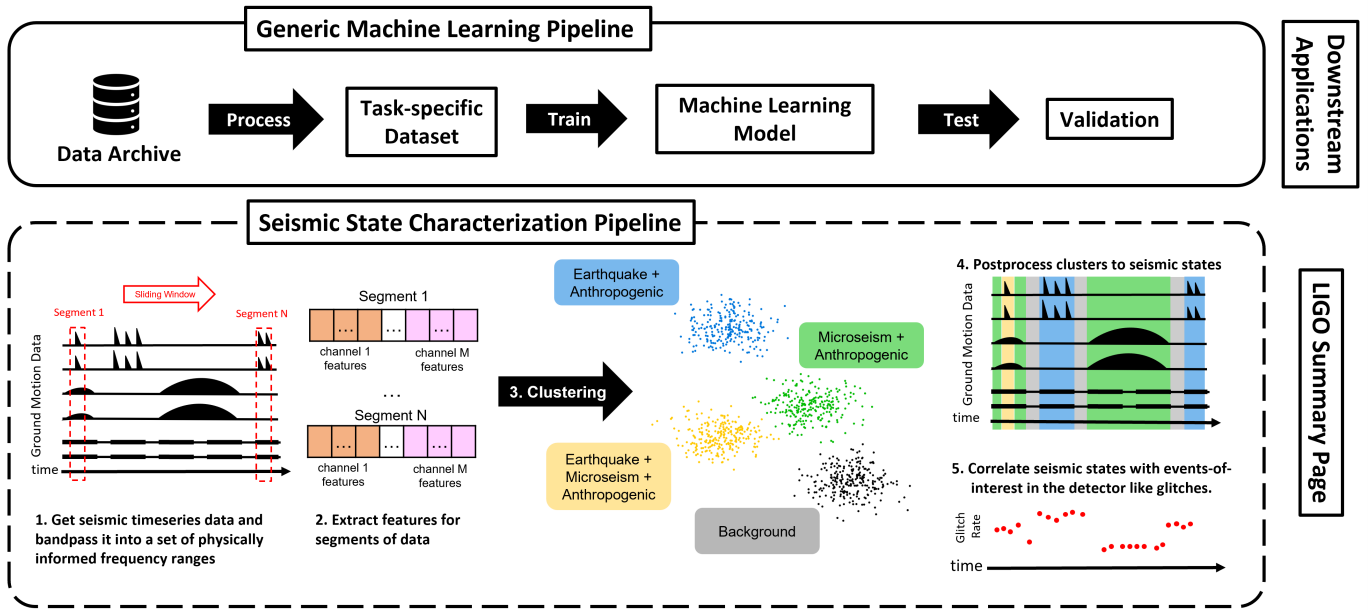 Generic Machine Learning Pipeline
Data Archive
Process
Task-specific
Dataset
Train
Machine Learning
Model
Test
Validation
Downstream
Applications
Seismic State Characterization Pipeline
Sliding Window
Segment 1
Segment N
Ground Motion Data
time
1. Get seismic timeseries data and
bandpass it into a set of physically
informed frequency ranges
Segment 1
... ... ...
channel 1
features
channel M
features
...
Segment N
... ... ...
channel 1
features
channel M
features
2. Extract features for
segments of data
3. Clustering
Earthquake +
Anthropogenic
Microseism +
Anthropogenic
Earthquake +
Microseism +
Anthropogenic
Background
4. Postprocess clusters to seismic states
Ground Motion Data
time
5. Correlate seismic states with events-of-
interest in the detector like glitches.
Glitch
Rate
time
LIGO Summary Page